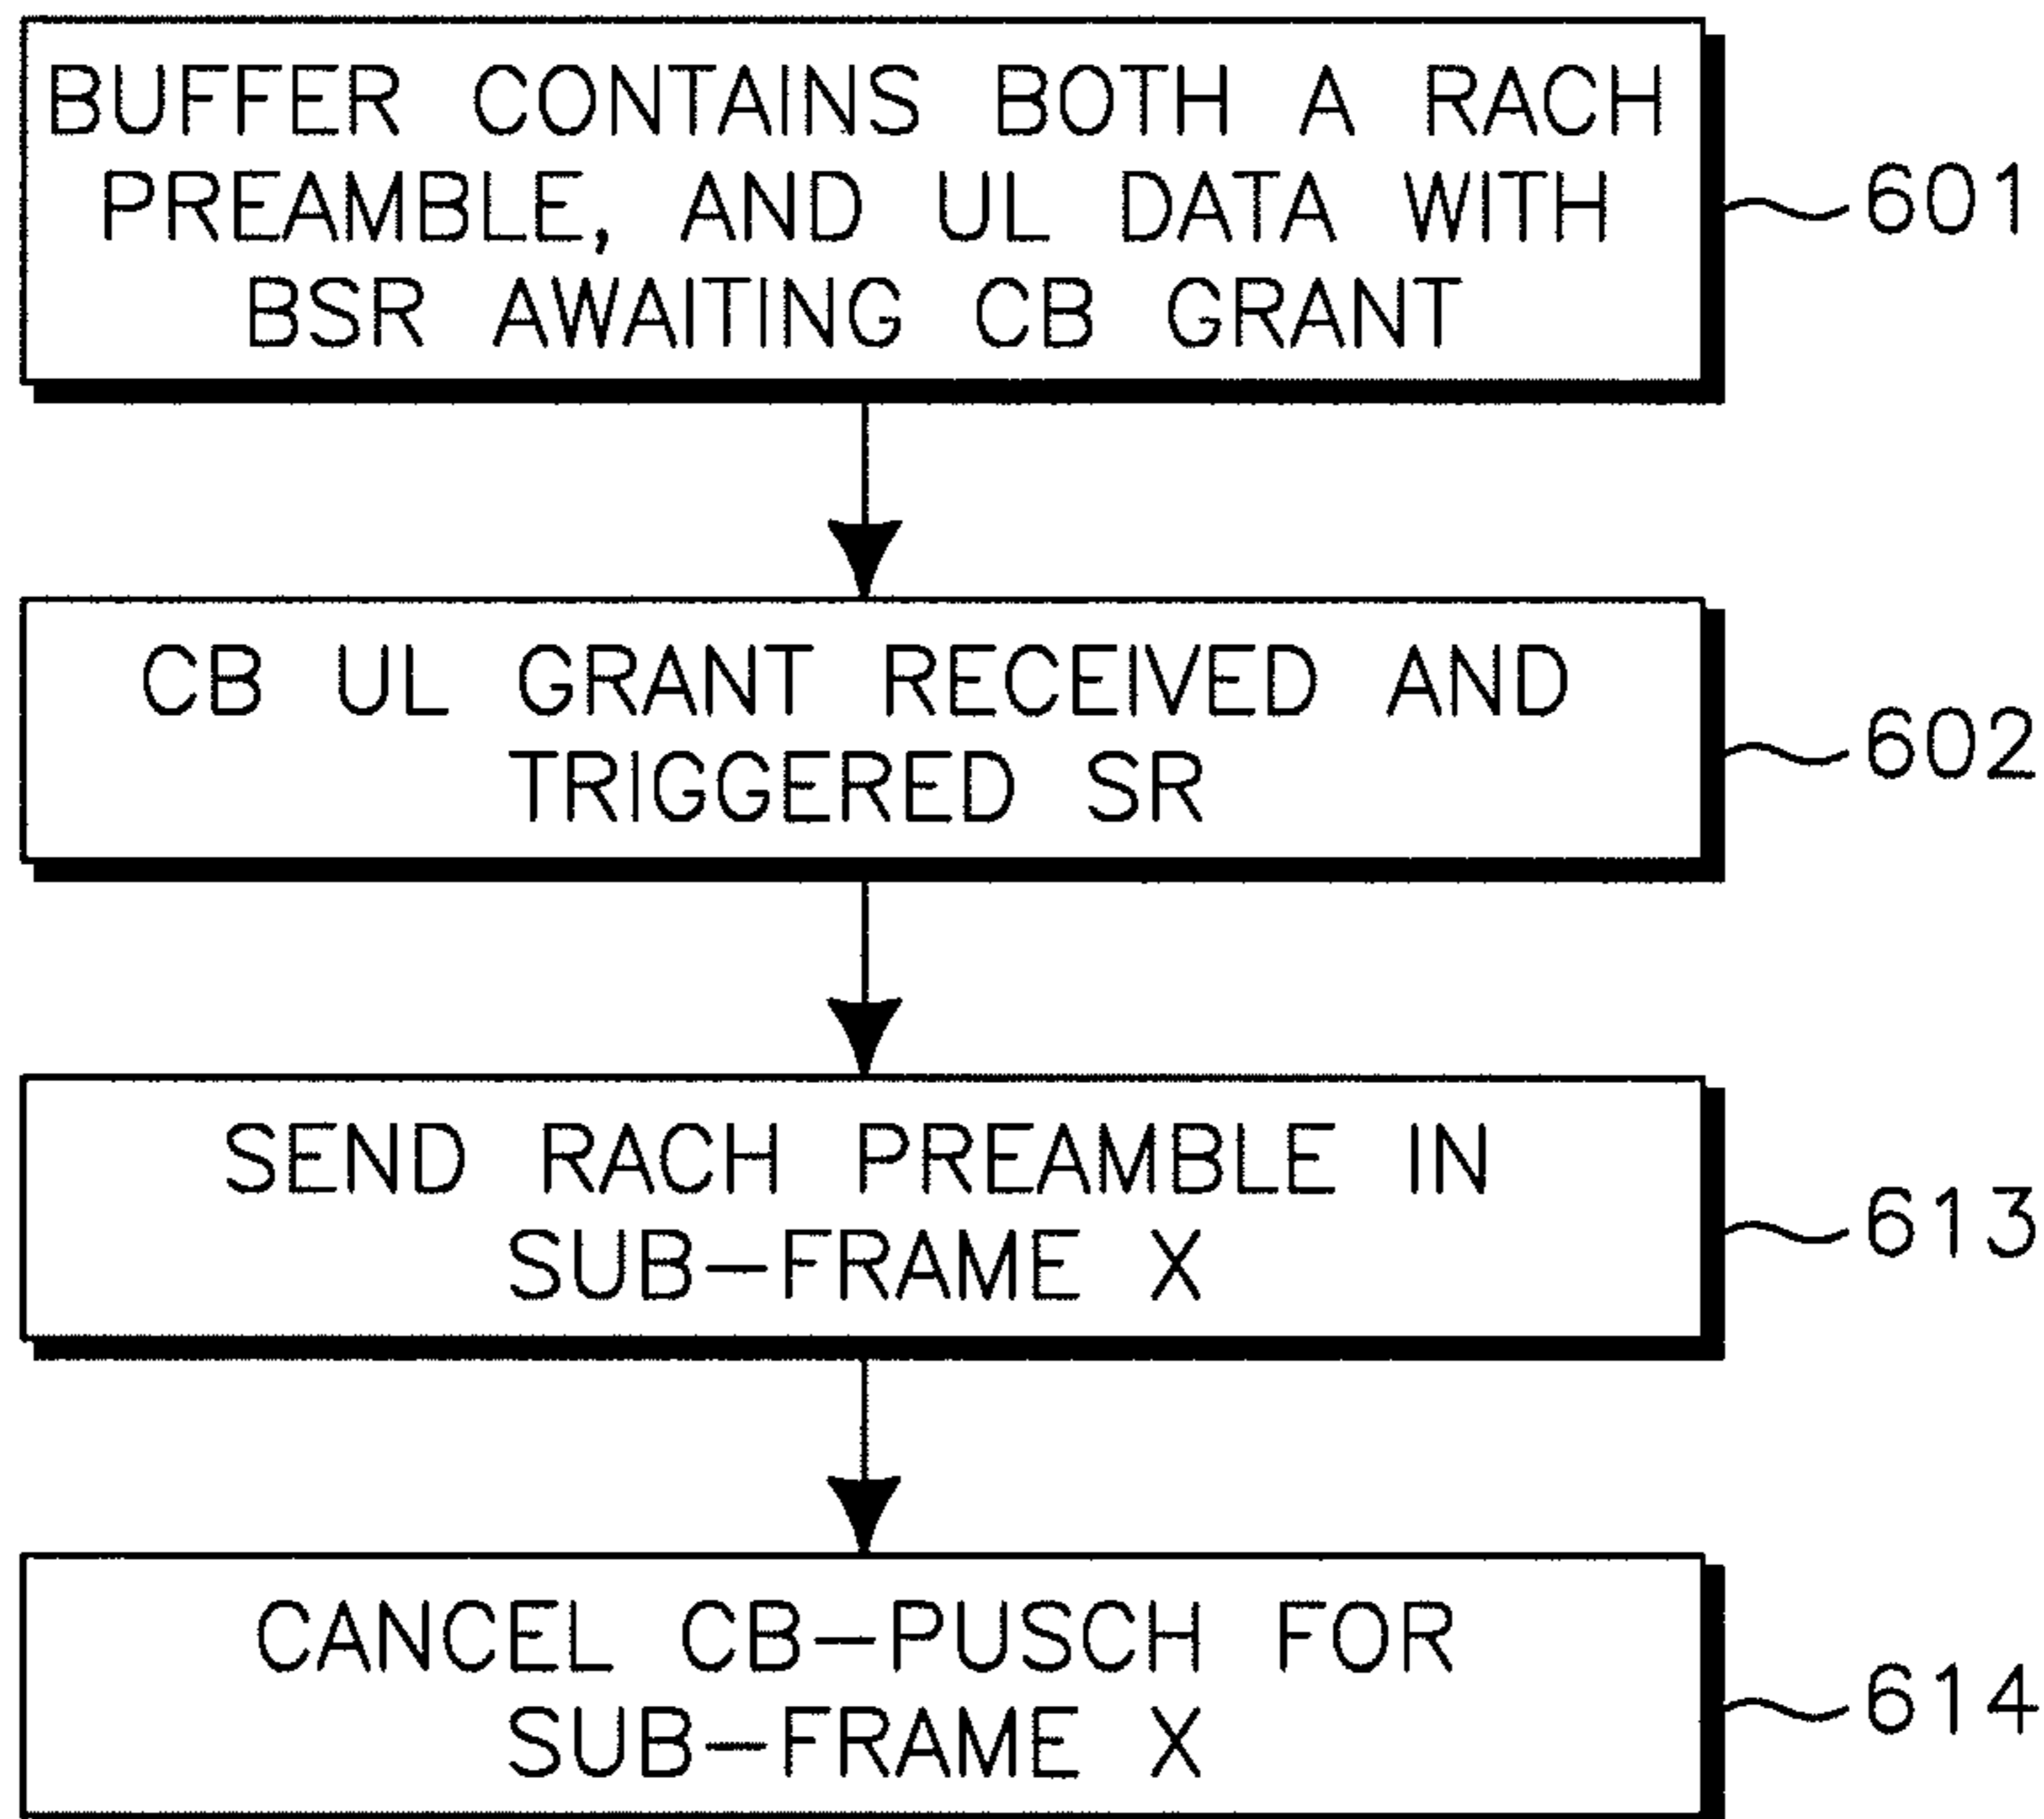 BUFFER CONTAINS BOTH A RACH
PREAMBLE, AND UL DATA WITH
BSR AWAITING CB GRANT
601
CB UL GRANT RECEIVED AND
TRIGGERED SR
602
SEND RACH PREAMBLE IN
SUB-FRAME X
613
CANCEL CB-PUSCH FOR
SUB-FRAME X
614